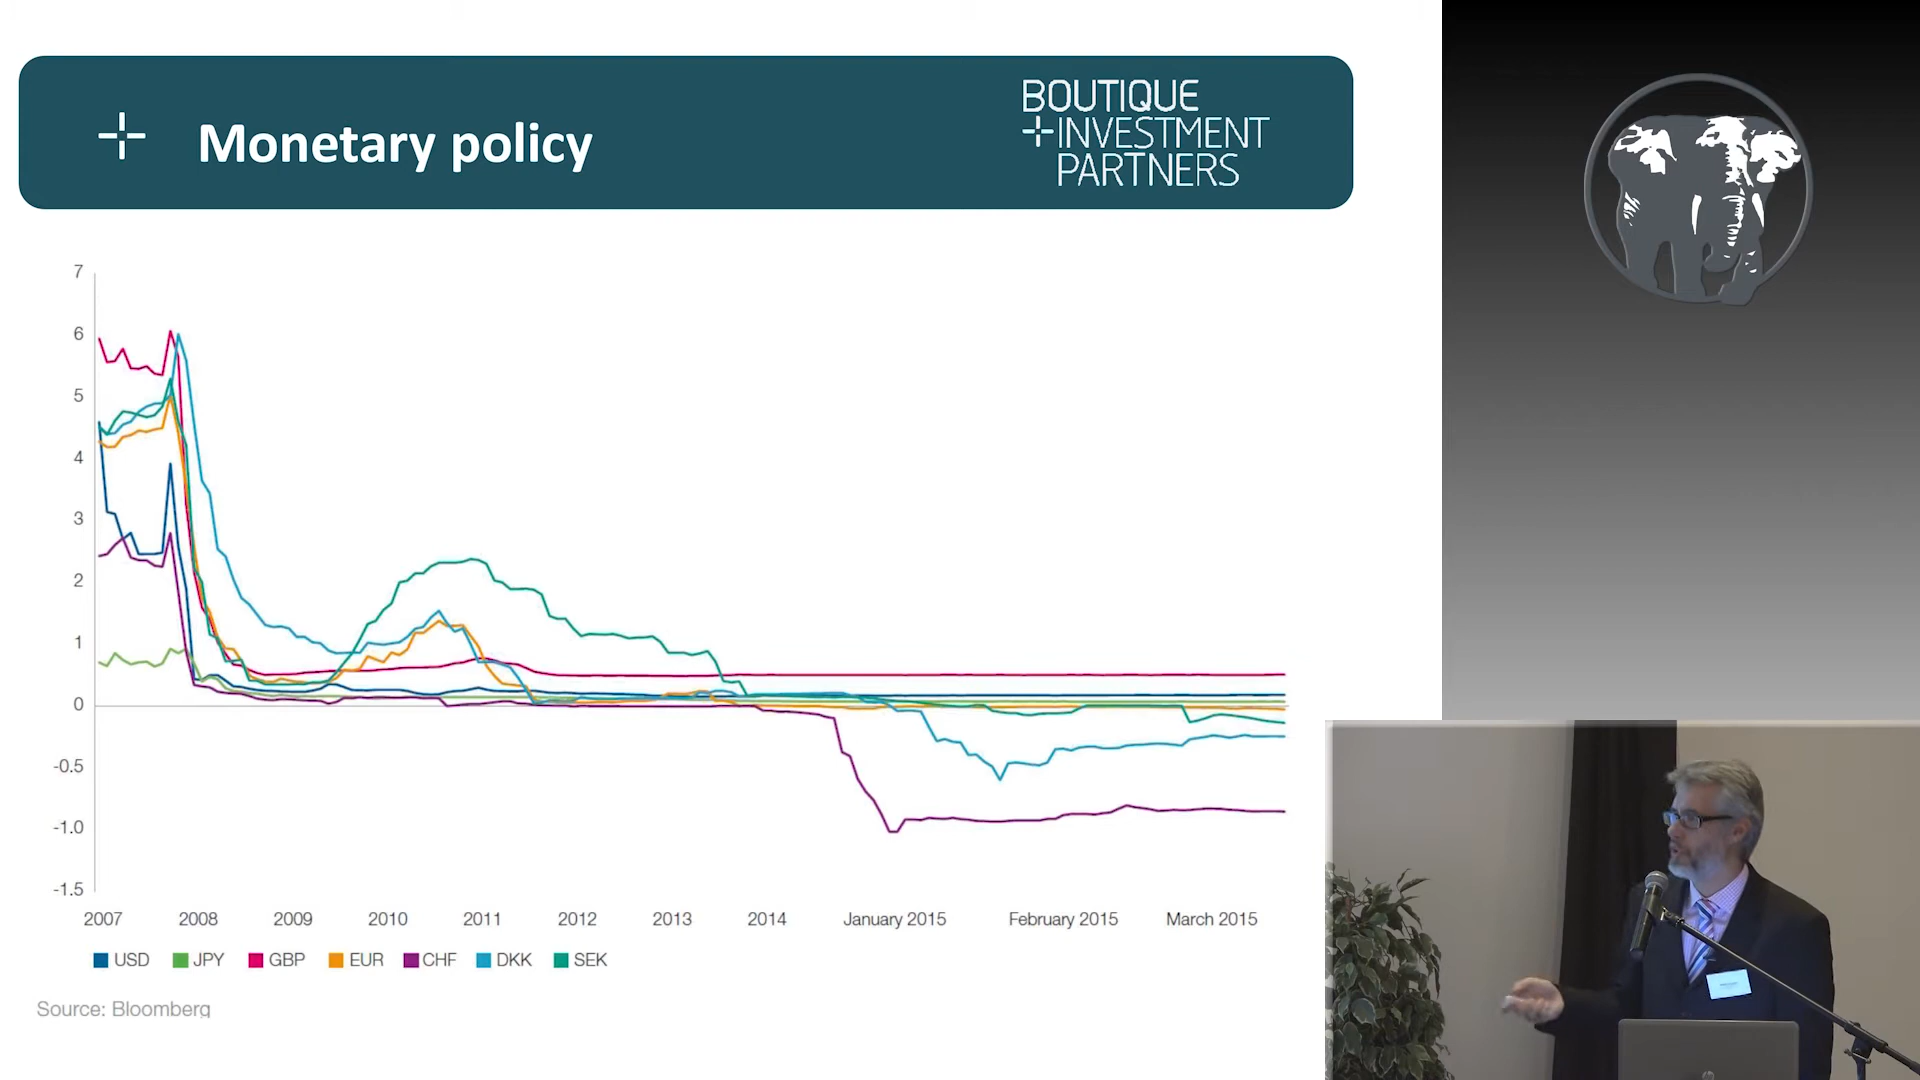 Monetary policy
BOUTIQUE
INVESTMENT
PARTNERS
7
6
5
4
3
2
1
0
-0.5
-1.0
-1.5
2007 2008 2009 2010 2011 2012 2013 2014 January 2015 February 2015 March 2015
USD JPY GBP EUR CHF DKK SEK
Source: Bloomberg